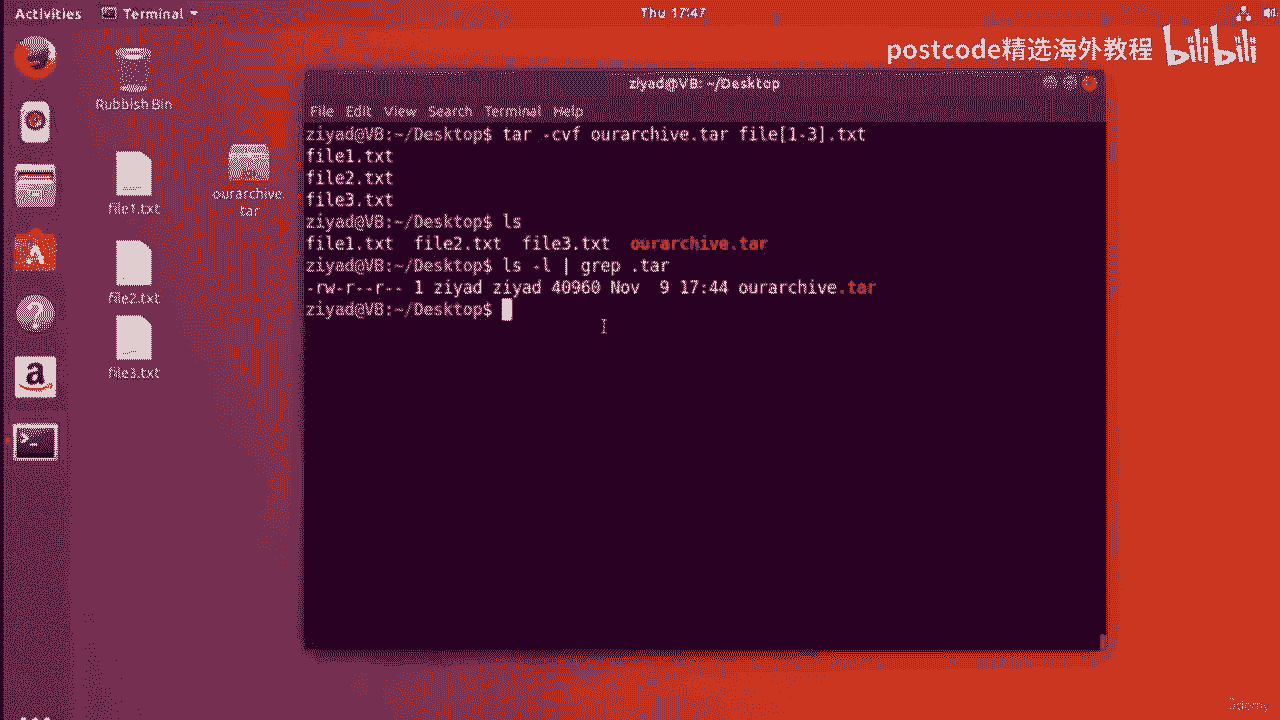 Activities Terminal Thu 17:47
postcode精选海外教程 bilibili
Rubbish Bin
file1.txt
ourarchive.
tar
file2.txt
file3.txt
ziyad@VB: ~/Desktop
File Edit View Search Terminal Help
ziyad@VB:~/Desktop$ tar -cvf ourarchive.tar file[1-3].txt
file1.txt
file2.txt
file3.txt
ziyad@VB:~/Desktop$ ls
file1.txt file2.txt file3.txt ourarchive.tar
ziyad@VB:~/Desktop$ ls -l | grep .tar
-rw-r--r-- 1 ziyad ziyad 40960 Nov 9 17:44 ourarchive.tar
ziyad@VB:~/Desktop$
Udemy